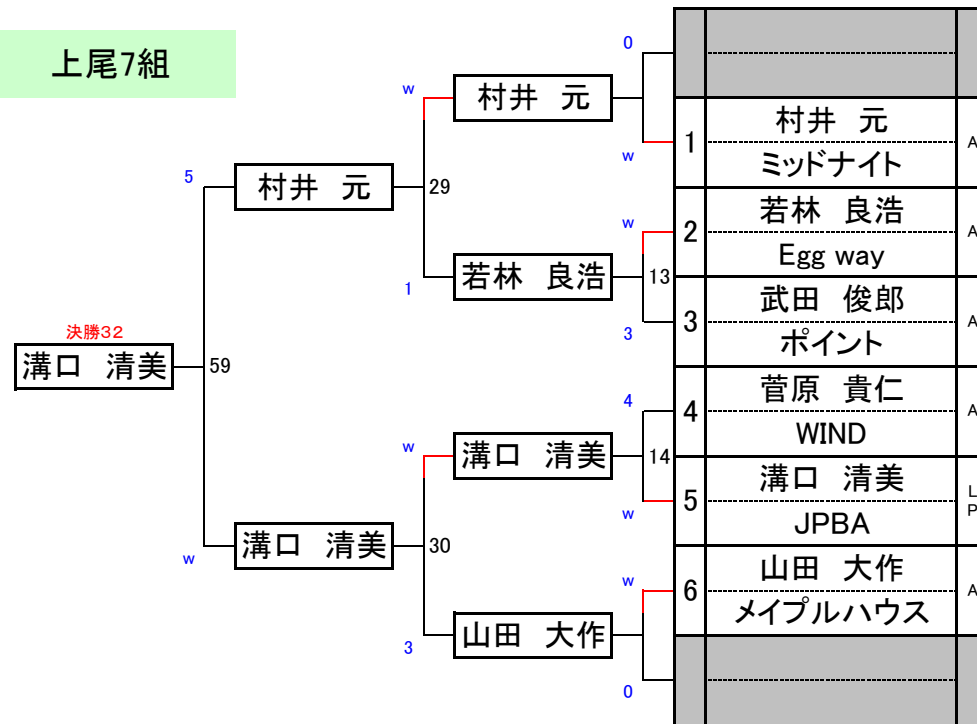 上尾7組
0
w
村井 元
w
1
村井 元
ミッドナイト
A
5
村井 元
29
w
2
若林 良浩
Egg way
A
1
若林 良浩
13
3
3
武田 俊郎
ポイント
A
決勝32
溝口 清美
59
4
4
菅原 貴仁
WIND
A
w
溝口 清美
14
w
5
溝口 清美
JPBA
L
P
w
溝口 清美
30
w
6
山田 大作
メイプルハウス
A
3
山田 大作
0